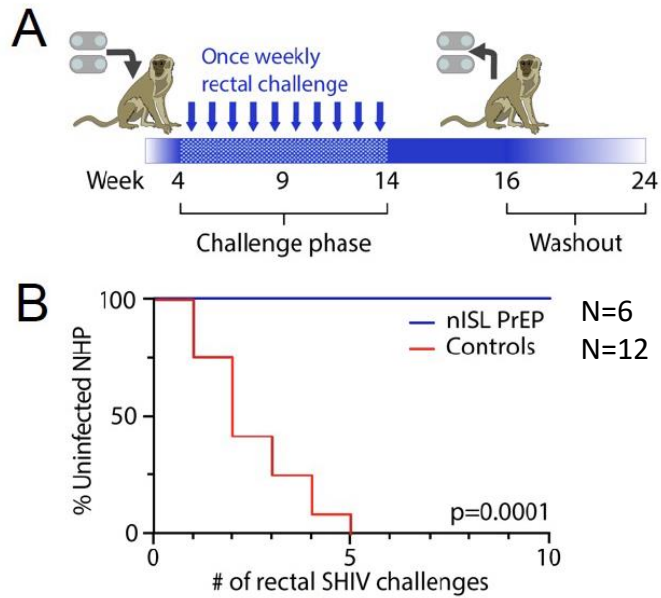 A
Once weekly
rectal challenge
Week 4 9 14 16 24
Challenge phase Washout
B
100
50
0
% Uninfected NHP
nISL PrEP N=6
Controls N=12
p=0.0001
0 5 10
# of rectal SHIV challenges